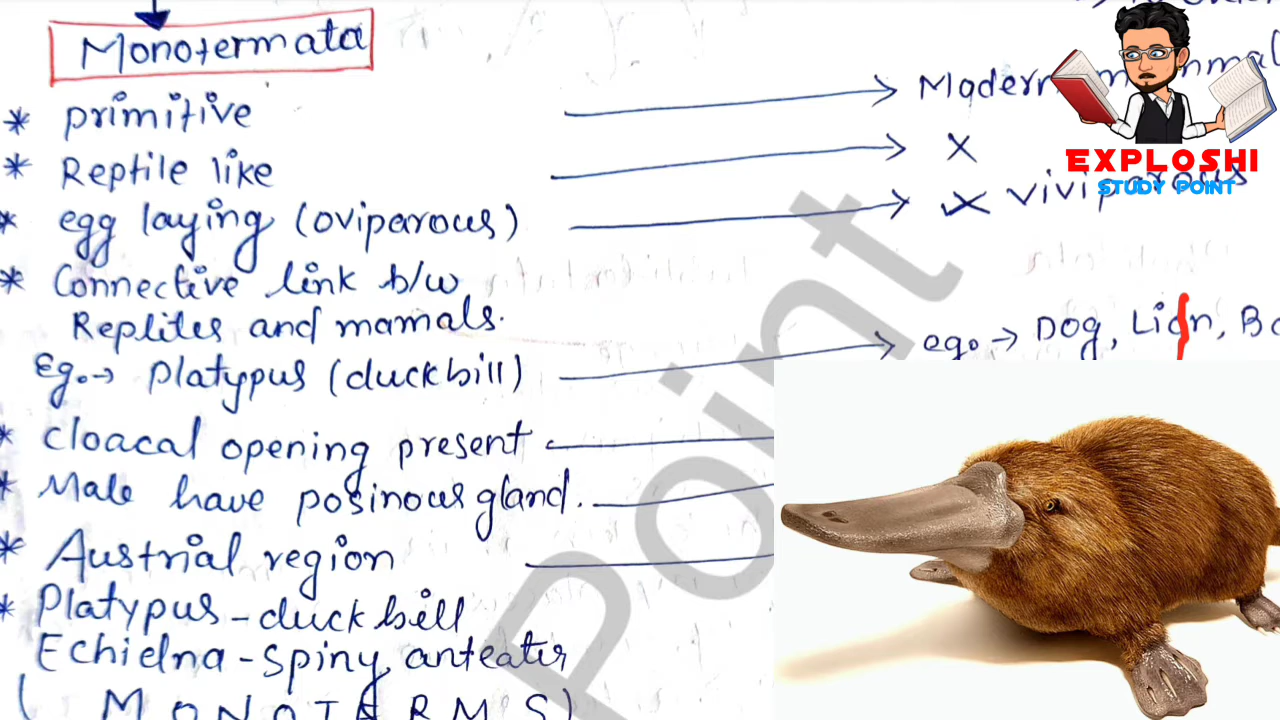 Monotermata
* primitive → Modern
* Reptile like → X
* egg laying (oviparous) → X viviparous
* Connective link b/w
Replites and mamals.
Eg. → Platypus (duckbill) → eg. → Dog, Lion,
* cloacal opening present
* Male have posinous gland.
* Austrial region
* Platypus - duck bill
Echielna - Spiny, anteater
( MONOTERMS)
EXPLOSHI
STUDY POINT
Point